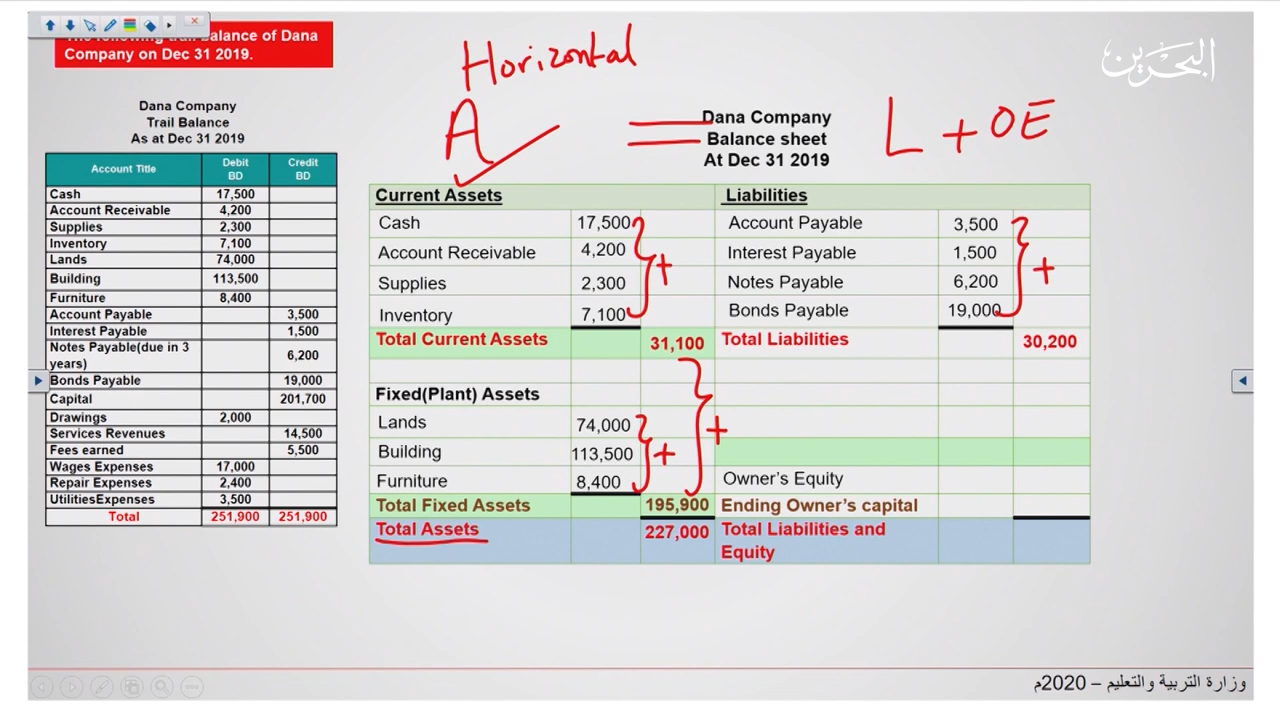 The following trail balance of Dana
Company on Dec 31 2019.
Horizontal
البحرين
A
L + OE
Dana Company
Trail Balance
As at Dec 31 2019
Account Title Debit BD Credit BD
Cash 17,500
Account Receivable 4,200
Supplies 2,300
Inventory 7,100
Lands 74,000
Building 113,500
Furniture 8,400
Account Payable 3,500
Interest Payable 1,500
Notes Payable(due in 3 years) 6,200
Bonds Payable 19,000
Capital 201,700
Drawings 2,000
Services Revenues 14,500
Fees earned 5,500
Wages Expenses 17,000
Repair Expenses 2,400
UtilitiesExpenses 3,500
Total 251,900 251,900
Dana Company
Balance sheet
At Dec 31 2019
Current Assets Liabilities
Cash 17,500 Account Payable 3,500
Account Receivable 4,200 Interest Payable 1,500
+ +
Supplies 2,300 Notes Payable 6,200
Inventory 7,100 Bonds Payable 19,000
Total Current Assets 31,100 Total Liabilities 30,200
Fixed(Plant) Assets
Lands 74,000
+
Building 113,500 +
Furniture 8,400 Owner's Equity
Total Fixed Assets 195,900 Ending Owner's capital
Total Assets 227,000 Total Liabilities and
Equity
وزارة التربية والتعليم – 2020م